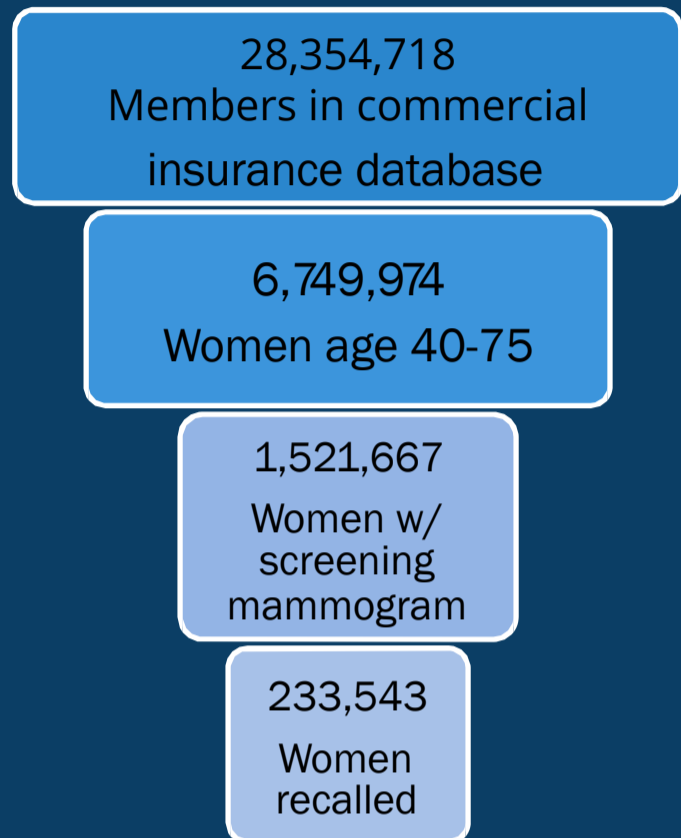 28,354,718
Members in commercial
insurance database
6,749,974
Women age 40-75
1,521,667
Women w/
screening
mammogram
233,543
Women
recalled